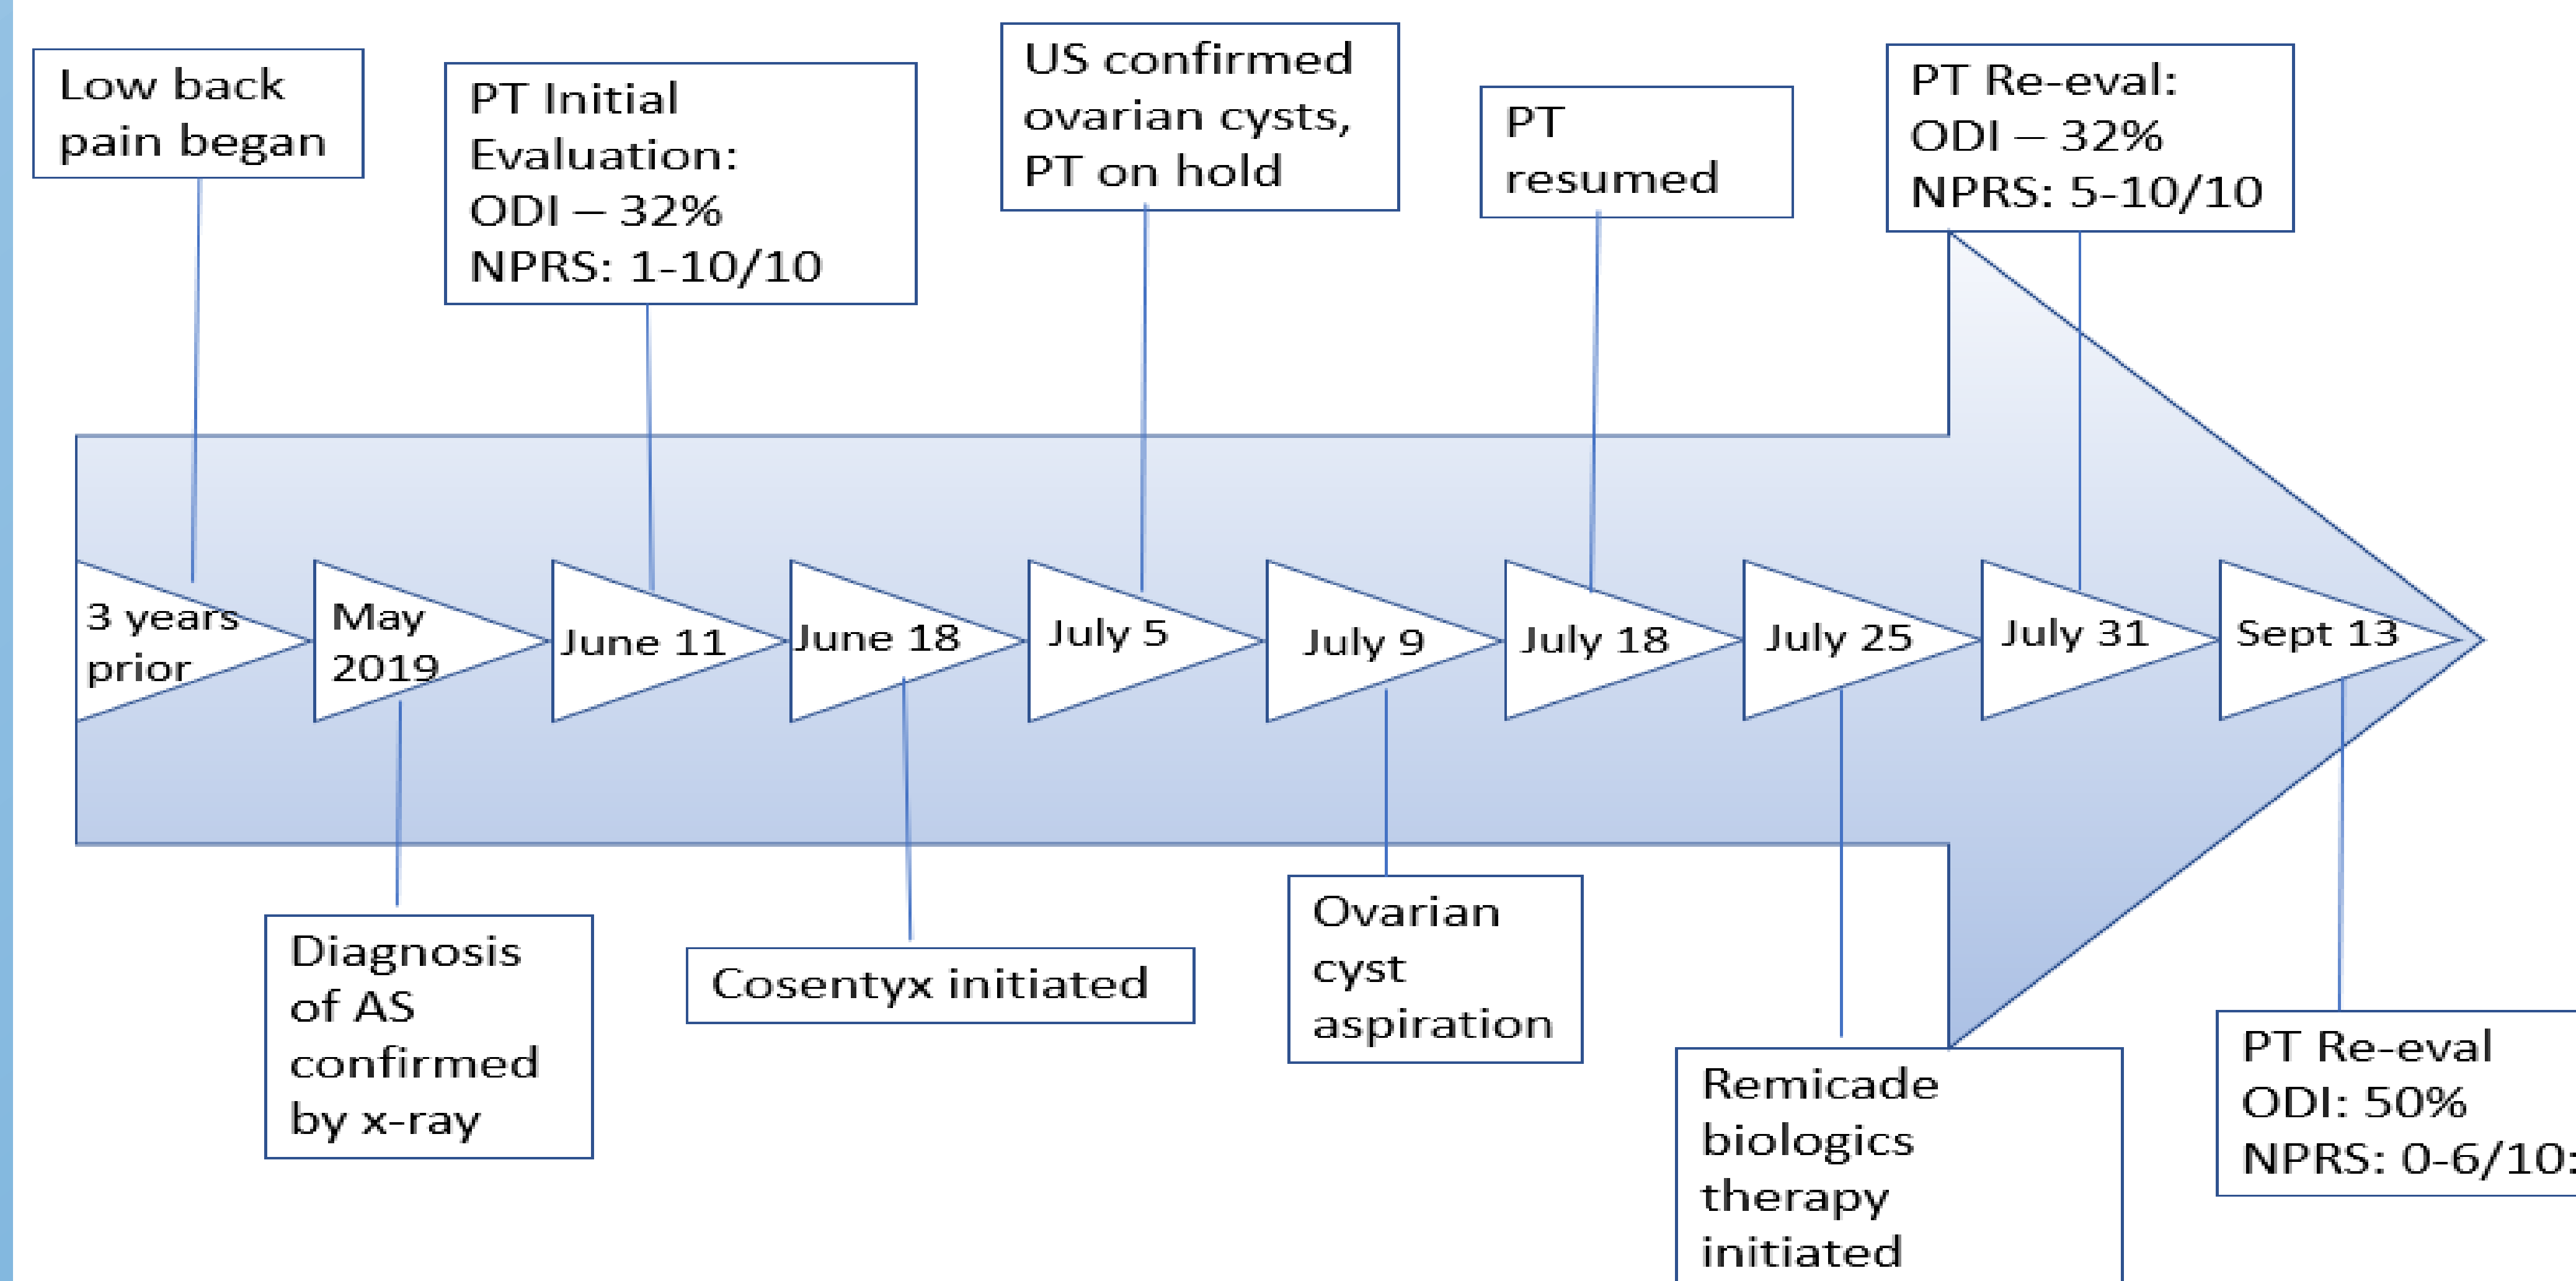 Low back
pain began
PT Initial
Evaluation:
ODI – 32%
NPRS: 1-10/10
US confirmed
ovarian cysts,
PT on hold
PT
resumed
PT Re-eval:
ODI – 32%
NPRS: 5-10/10
3 years
prior
May
2019
June 11
June 18
July 5
July 9
July 18
July 25
July 31
Sept 13
Diagnosis
of AS
confirmed
by x-ray
Cosentyx initiated
Ovarian
cyst
aspiration
Remicade
biologics
therapy
initiated
PT Re-eval
ODI: 50%
NPRS: 0-6/10: